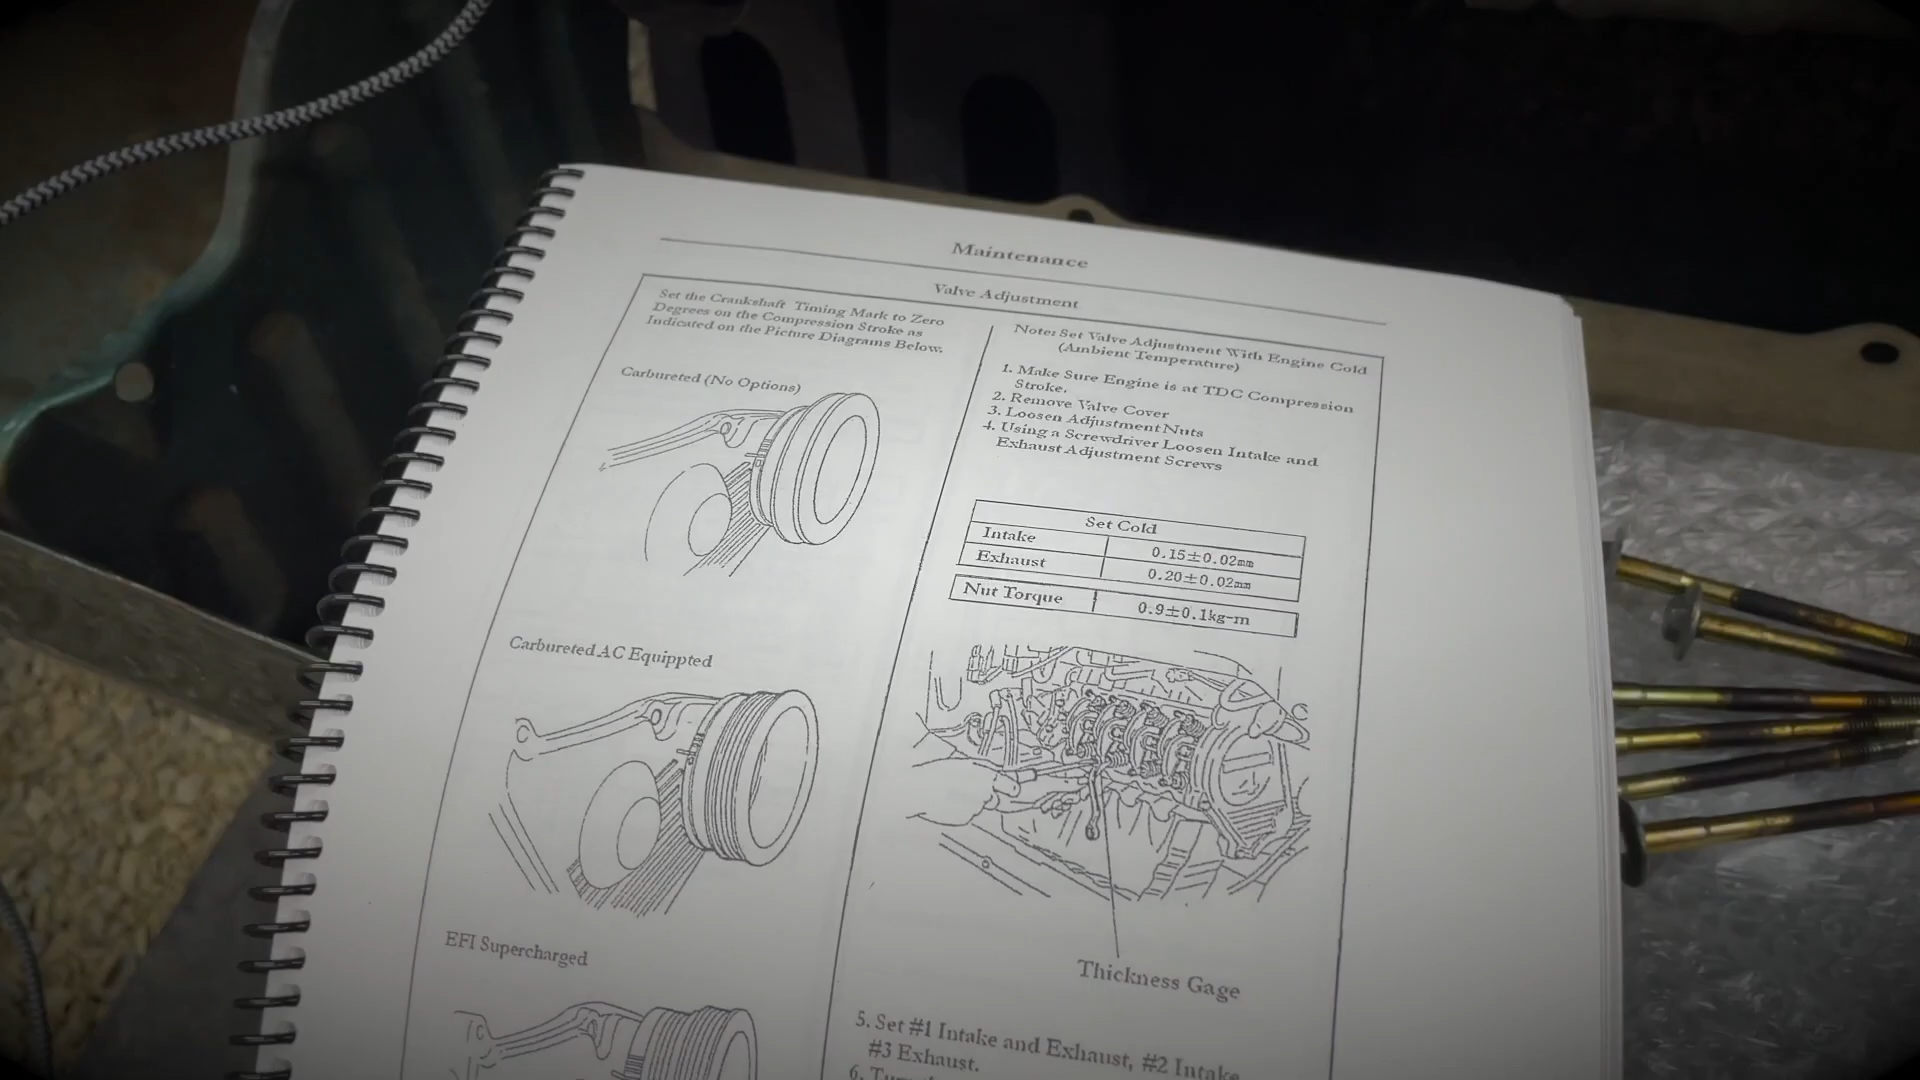 Maintenance
Valve Adjustment
Set the Crankshaft Timing Mark to Zero
Degrees on the Compression Stroke as
Indicated on the Picture Diagrams Below.
Carbureted (No Options)
Carbureted AC Equippted
EFI Supercharged
Note: Set Valve Adjustment With Engine Cold
(Ambient Temperature)
1. Make Sure Engine is at TDC Compression
Stroke.
2. Remove Valve Cover
3. Loosen Adjustment Nuts
4. Using a Screwdriver Loosen Intake and
Exhaust Adjustment Screws
Set Cold
Intake 0.15±0.02mm
Exhaust 0.20±0.02mm
Nut Torque 0.9±0.1kg-m
Thickness Gage
5. Set #1 Intake and Exhaust, #2 Intake
#3 Exhaust.
6.